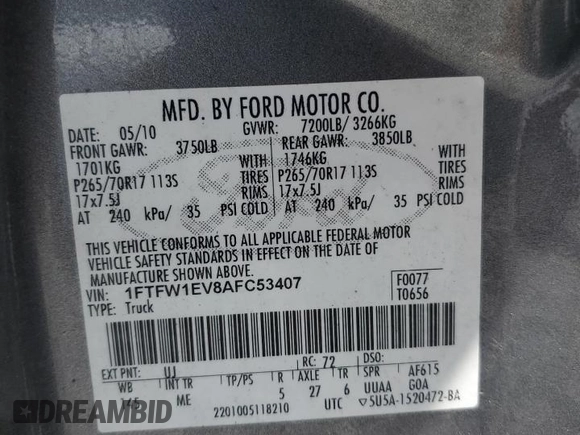 MFD. BY FORD MOTOR CO.
DATE: 05/10 GVWR: 7200LB/ 3266KG
FRONT GAWR: 3750LB REAR GAWR: 3850LB
1701KG WITH 1746KG WITH
P265/70R17 113S TIRES P265/70R17 113S TIRES
17x7.5J RIMS 17x7.5J RIMS
AT 240 kPa/ 35 PSI COLD AT 240 kPa/ 35 PSI COLD
Ford
THIS VEHICLE CONFORMS TO ALL APPLICABLE FEDERAL MOTOR
VEHICLE SAFETY STANDARDS IN EFFECT ON THE DATE OF
MANUFACTURE SHOWN ABOVE.
VIN: 1FTFW1EV8AFC53407
TYPE: Truck
F0077
T0656
EXT PNT: UJ RC: 72 DSO:
WB INT TR TP/PS R AXLE TR SPR AF615
145 ME 5 27 6 UUAA GOA
2201005118210 UTC 5U5A-1520472-BA
DREAMBID